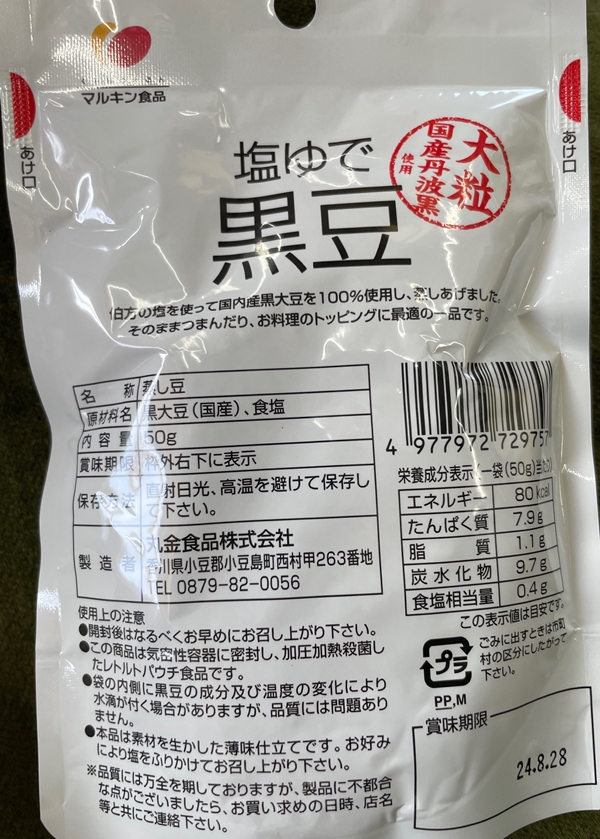 マルキン食品
あけ口
あけ口
塩ゆで
黒豆
大粒
国産丹波黒
使用
伯方の塩を使って国内産黒大豆を100%使用し、蒸しあげました。
そのままつまんだり、お料理のトッピングに最適の一品です。
名 称 蒸し豆
原材料名 黒大豆(国産)、食塩
内容量 50g
賞味期限 枠外右下に表示
保存方法 直射日光、高温を避けて保存し
て下さい。
製造者 丸金食品株式会社
香川県小豆郡小豆島町西村甲263番地
TEL 0879-82-0056
4 977972 729757
栄養成分表示(一袋(50g)当たり)
エネルギー 80kcal
たんぱく質 7.9g
脂 質 1.1g
炭水化物 9.7g
食塩相当量 0.4g
この表示値は目安です。
プラ
PP,M
ごみに出すときは市町
村の区分にしたがって
下さい。
使用上の注意
●開封後はなるべくお早めにお召し上がり下さい。
●この商品は気密性容器に密封し、加圧加熱殺菌し
たレトルトパウチ食品です。
●袋の内側に黒豆の成分及び温度の変化により
水滴が付く場合がありますが、品質には問題あり
ません。
●本品は素材を生かした薄味仕立てです。お好み
により塩をふりかけてお召し上がり下さい。
※品質には万全を期しておりますが、製品に不都合
な点がございましたら、お買い求めの日時、店名
等と共にご連絡下さい。
賞味期限
24.8.28